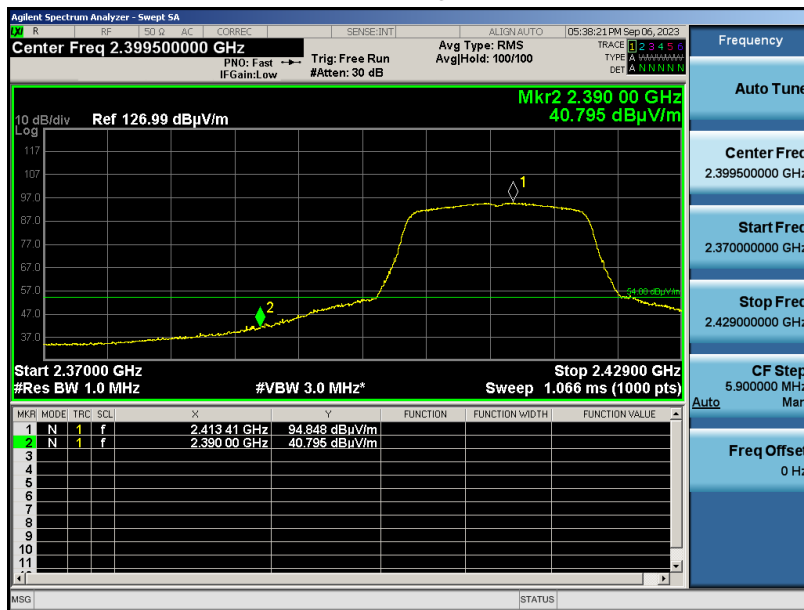 Agilent Spectrum Analyzer - Swept SA
LXI R RF 50 Ω AC CORREC SENSE:INT ALIGN AUTO 05:38:21 PM Sep 06, 2023
Center Freq 2.399500000 GHz
PNO: Fast
IFGain:Low
Trig: Free Run
#Atten: 30 dB
Avg Type: RMS
Avg|Hold: 100/100
TRACE 1 2 3 4 5 6
TYPE A WWWWW
DET A N N N N N
Mkr2 2.390 00 GHz
40.795 dBµV/m
10 dB/div Ref 126.99 dBµV/m
Log
117
107
97.0
87.0
77.0
67.0
57.0
47.0
37.0
1
2
54.00 dBµV/m
Start 2.37000 GHz Stop 2.42900 GHz
#Res BW 1.0 MHz #VBW 3.0 MHz* Sweep 1.066 ms (1000 pts)
MKR MODE TRC SCL X Y FUNCTION FUNCTION WIDTH FUNCTION VALUE
1 N 1 f 2.413 41 GHz 94.848 dBµV/m
2 N 1 f 2.390 00 GHz 40.795 dBµV/m
3
4
5
6
7
8
9
10
11
MSG STATUS
Frequency
Auto Tune
Center Freq
2.399500000 GHz
Start Freq
2.370000000 GHz
Stop Freq
2.429000000 GHz
CF Step
5.900000 MHz
Auto Man
Freq Offset
0 Hz